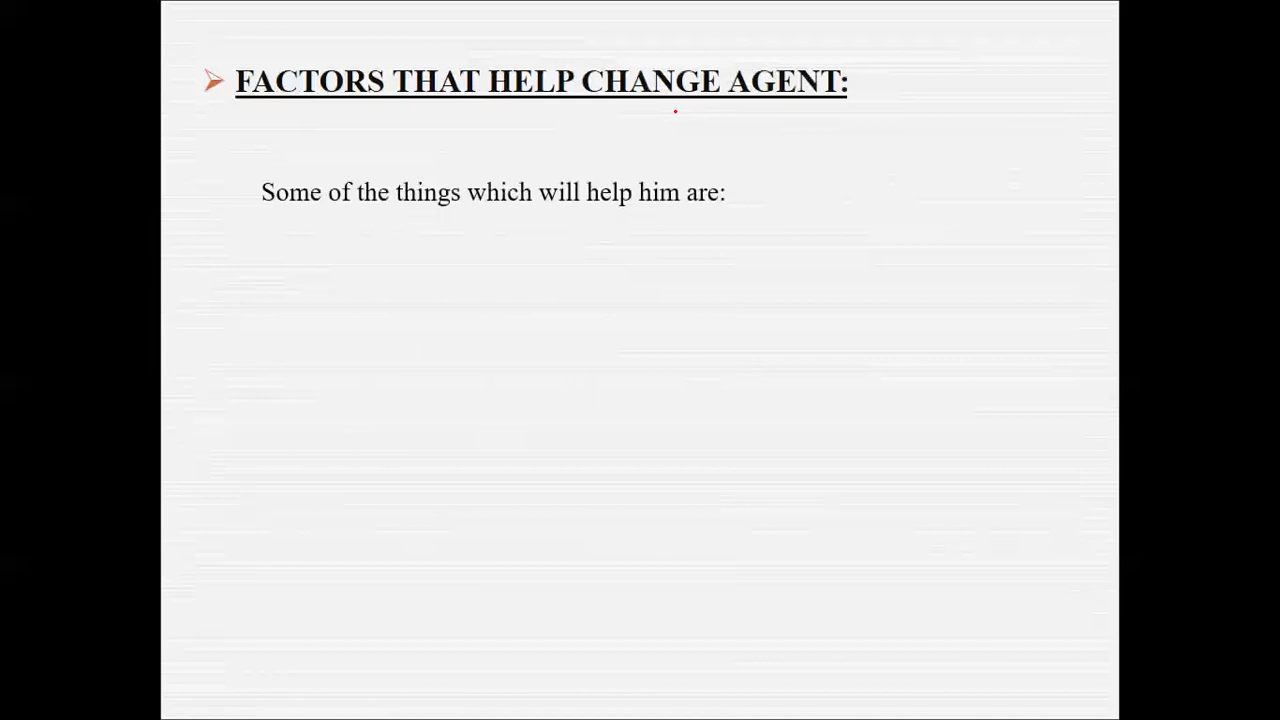 FACTORS THAT HELP CHANGE AGENT:
Some of the things which will help him are: